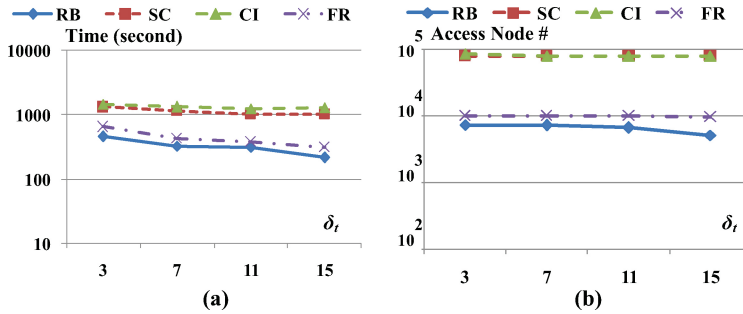 RB SC CI FR
Time (second)
10000
1000
100
10
δt
3 7 11 15
(a)
RB SC CI FR
Access Node #
10 5
10 4
10 3
10 2
δt
3 7 11 15
(b)